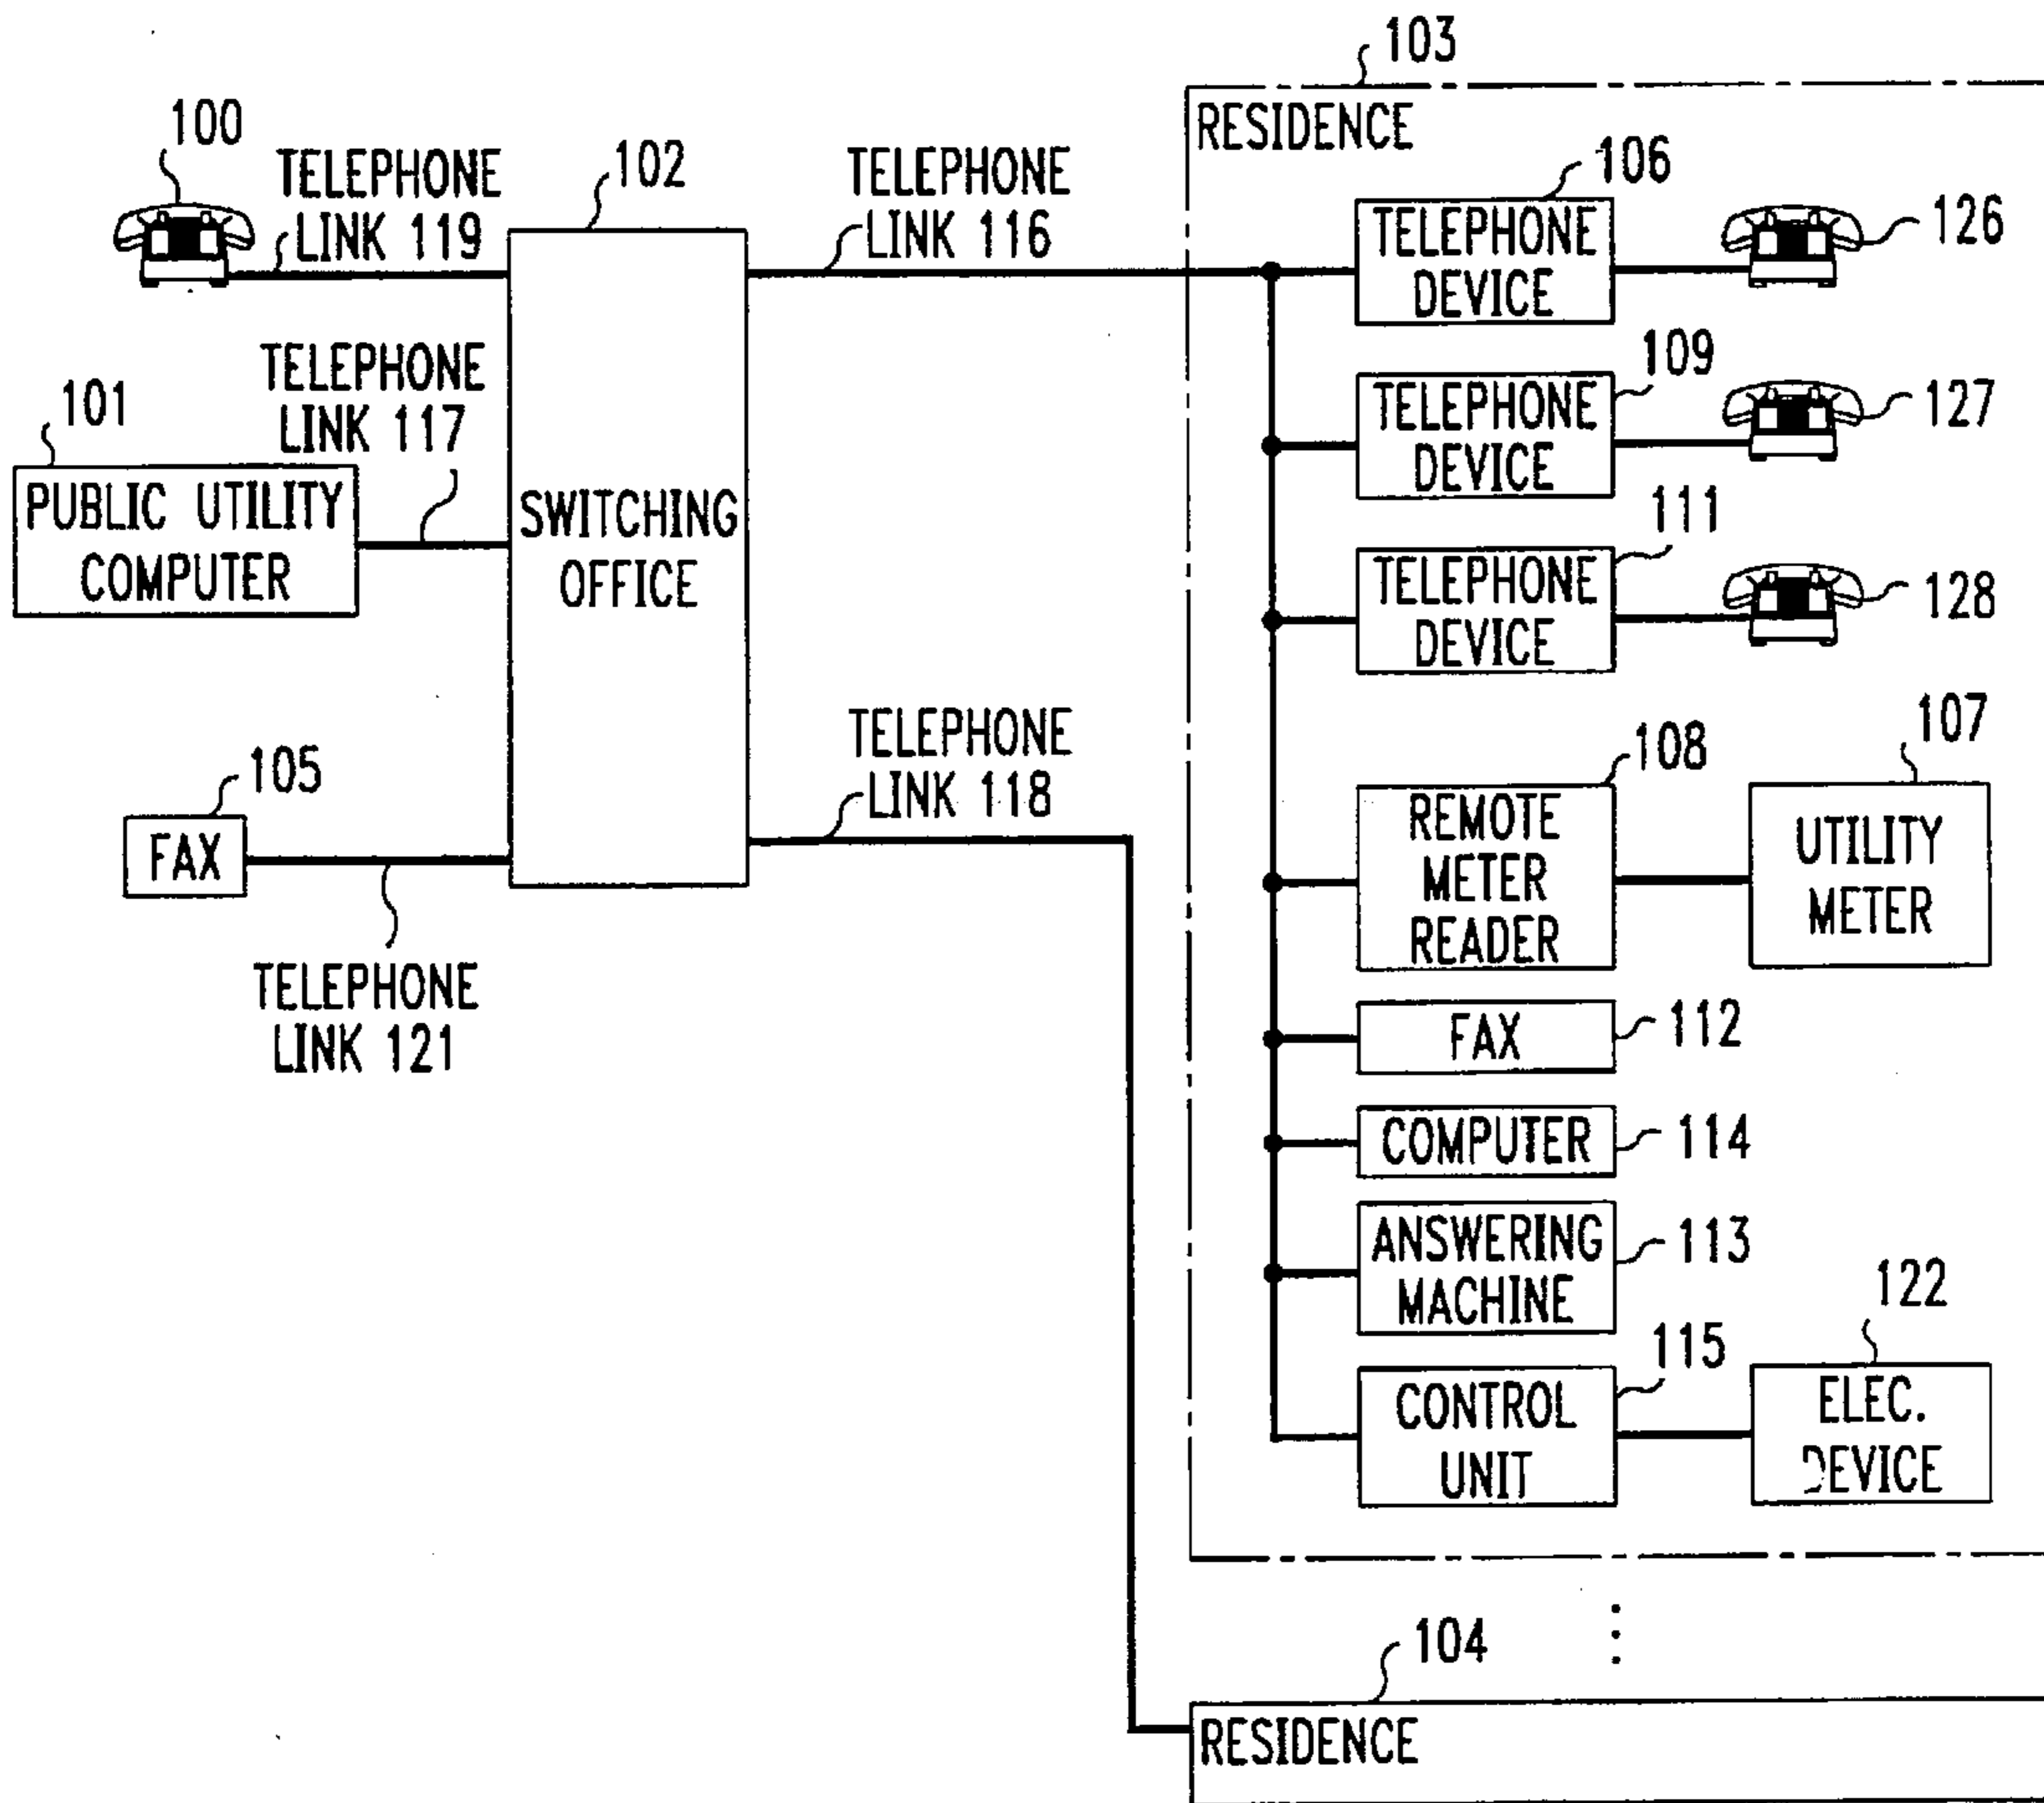 103
RESIDENCE
100
TELEPHONE
LINK 119
102
TELEPHONE
LINK 116
106
TELEPHONE
DEVICE
126
TELEPHONE
LINK 117
101
PUBLIC UTILITY
COMPUTER
SWITCHING
OFFICE
109
TELEPHONE
DEVICE
127
111
TELEPHONE
DEVICE
128
105
FAX
TELEPHONE
LINK 121
TELEPHONE
LINK 118
108
REMOTE
METER
READER
107
UTILITY
METER
FAX
112
COMPUTER
114
ANSWERING
MACHINE
113
115
CONTROL
UNIT
122
ELEC.
DEVICE
104
RESIDENCE